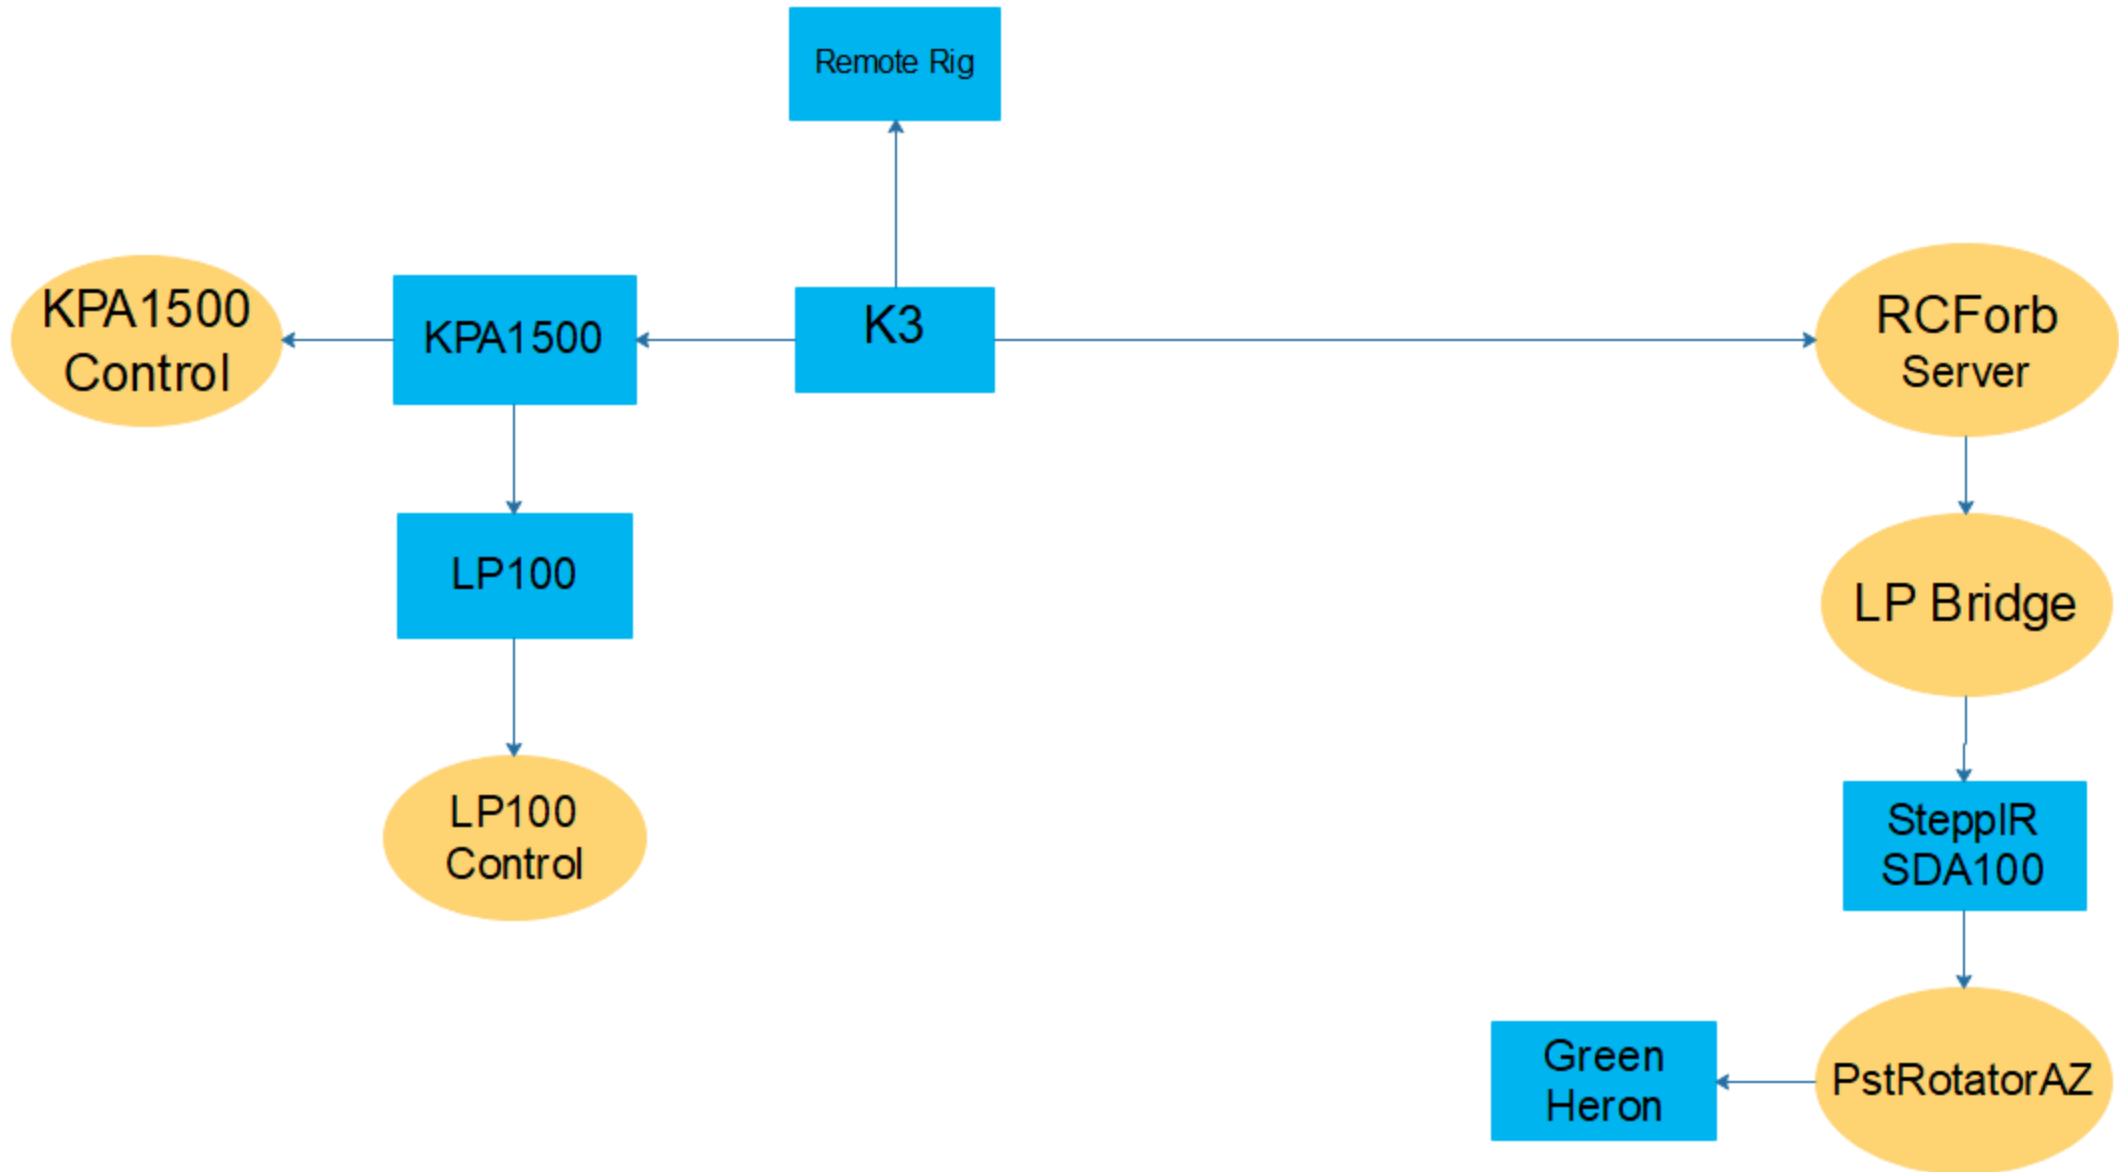 Remote Rig
KPA1500
Control
KPA1500
K3
RCForb
Server
LP100
LP Bridge
LP100
Control
SteppIR
SDA100
Green
Heron
PstRotatorAZ